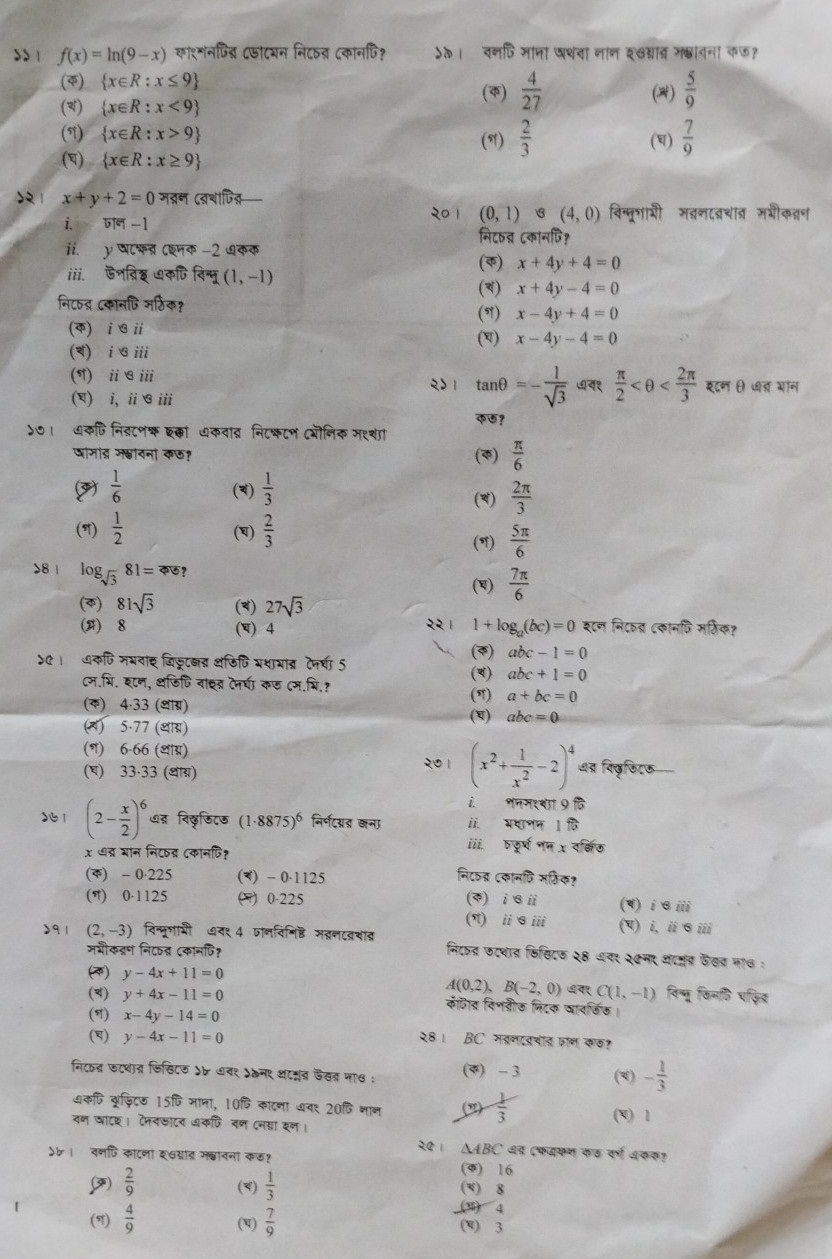 ১১। f(x) = ln(9 – x) ফাংশনটির ডোমেন নিচের কোনটি?
(ক) {x∈R : x ≤ 9}
(খ) {x∈R : x < 9}
(গ) {x∈R : x > 9}
(ঘ) {x∈R : x ≥ 9}
১২। x + y + 2 = 0 সরল রেখাটির—
i. ঢাল –1
ii. y অক্ষের ছেদক –2 একক
iii. উপরিস্থ একটি বিন্দু (1, –1)
নিচের কোনটি সঠিক?
(ক) i ও ii
(খ) i ও iii
(গ) ii ও iii
(ঘ) i, ii ও iii
১৩। একটি নিরপেক্ষ ছক্কা একবার নিক্ষেপে মৌলিক সংখ্যা
আসার সম্ভাবনা কত?
(ক) 1/6 (খ) 1/3
(গ) 1/2 (ঘ) 2/3
১৪। log_√3 81 = কত?
(ক) 81√3 (খ) 27√3
(গ) 8 (ঘ) 4
১৫। একটি সমবাহু ত্রিভুজের প্রতিটি মধ্যমার দৈর্ঘ্য 5
সে.মি. হলে, প্রতিটি বাহুর দৈর্ঘ্য কত সে.মি.?
(ক) 4·33 (প্রায়)
(খ) 5·77 (প্রায়)
(গ) 6·66 (প্রায়)
(ঘ) 33·33 (প্রায়)
১৬। (2 – x/2)⁶ এর বিস্তৃতিতে (1·8875)⁶ নির্ণয়ের জন্য
x এর মান নিচের কোনটি?
(ক) – 0·225 (খ) – 0·1125
(গ) 0·1125 (ঘ) 0·225
১৭। (2, –3) বিন্দুগামী এবং 4 ঢালবিশিষ্ট সরলরেখার
সমীকরণ নিচের কোনটি?
(ক) y – 4x + 11 = 0
(খ) y + 4x – 11 = 0
(গ) x – 4y – 14 = 0
(ঘ) y – 4x – 11 = 0
নিচের তথ্যের ভিত্তিতে ১৮ এবং ১৯নং প্রশ্নের উত্তর দাও :
একটি ঝুড়িতে 15টি সাদা, 10টি কালো এবং 20টি লাল
বল আছে। দৈবভাবে একটি বল নেয়া হল।
১৮। বলটি কালো হওয়ার সম্ভাবনা কত?
(ক) 2/9 (খ) 1/3
(গ) 4/9 (ঘ) 7/9
১৯। বলটি সাদা অথবা লাল হওয়ার সম্ভাবনা কত?
(ক) 4/27 (খ) 5/9
(গ) 2/3 (ঘ) 7/9
২০। (0, 1) ও (4, 0) বিন্দুগামী সরলরেখার সমীকরণ
নিচের কোনটি?
(ক) x + 4y + 4 = 0
(খ) x + 4y – 4 = 0
(গ) x – 4y + 4 = 0
(ঘ) x – 4y – 4 = 0
২১। tanθ = –1/√3 এবং π/2 < θ < 2π/3 হলে θ এর মান
কত?
(ক) π/6
(খ) 2π/3
(গ) 5π/6
(ঘ) 7π/6
২২। 1 + logₐ(bc) = 0 হলে নিচের কোনটি সঠিক?
(ক) abc – 1 = 0
(খ) abc + 1 = 0
(গ) a + bc = 0
(ঘ) abc = 0
২৩। (x² + 1/x² – 2)⁴ এর বিস্তৃতিতে—
i. পদসংখ্যা 9 টি
ii. মধ্যপদ 1 টি
iii. চতুর্থ পদ x বর্জিত
নিচের কোনটি সঠিক?
(ক) i ও ii (খ) i ও iii
(গ) ii ও iii (ঘ) i, ii ও iii
নিচের তথ্যের ভিত্তিতে ২৪ এবং ২৫নং প্রশ্নের উত্তর দাও :
A(0,2), B(–2, 0) এবং C(1, –1) বিন্দু তিনটি ঘড়ির
কাঁটার বিপরীত দিকে আবর্তিত।
২৪। BC সরলরেখার ঢাল কত?
(ক) – 3 (খ) –1/3
(গ) 1/3 (ঘ) 1
২৫। ΔABC এর ক্ষেত্রফল কত বর্গ একক?
(ক) 16
(খ) 8
(গ) 4
(ঘ) 3